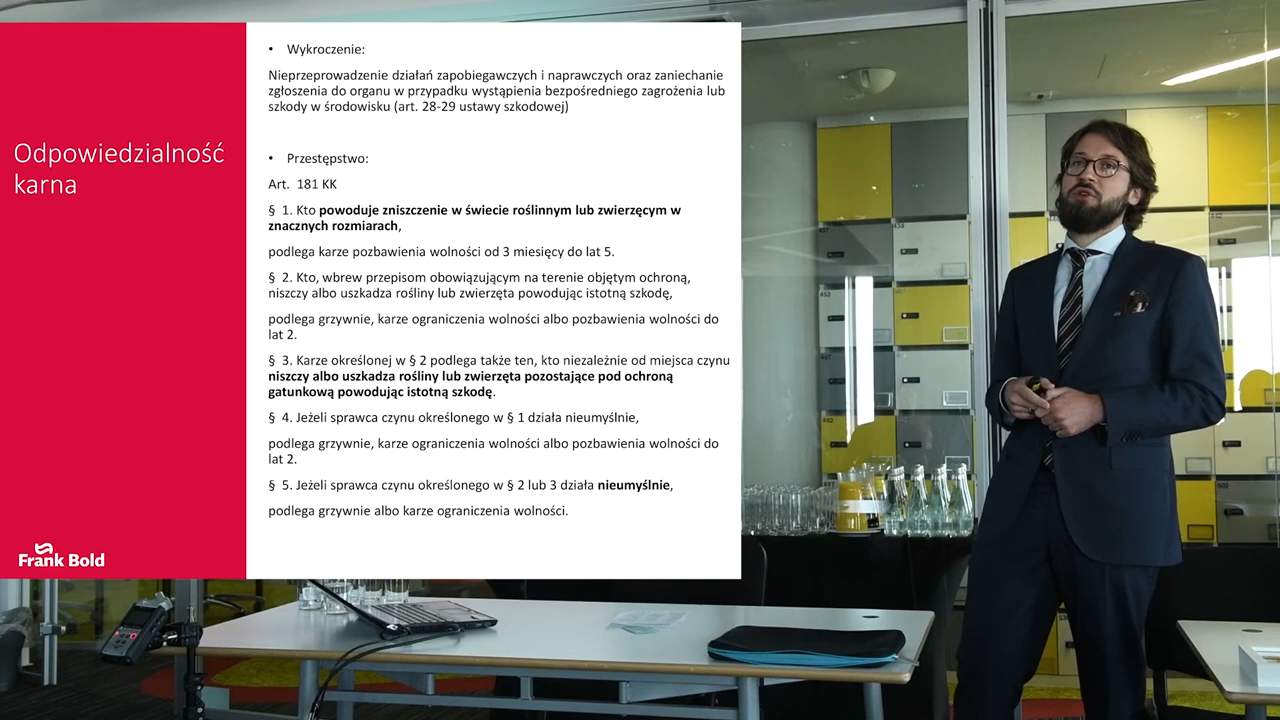 Odpowiedzialność
karna
Frank Bold
• Wykroczenie:
Nieprzeprowadzenie działań zapobiegawczych i naprawczych oraz zaniechanie
zgłoszenia do organu w przypadku wystąpienia bezpośredniego zagrożenia lub
szkody w środowisku (art. 28-29 ustawy szkodowej)
• Przestępstwo:
Art. 181 KK
§ 1. Kto powoduje zniszczenie w świecie roślinnym lub zwierzęcym w
znacznych rozmiarach,
podlega karze pozbawienia wolności od 3 miesięcy do lat 5.
§ 2. Kto, wbrew przepisom obowiązującym na terenie objętym ochroną,
niszczy albo uszkadza rośliny lub zwierzęta powodując istotną szkodę,
podlega grzywnie, karze ograniczenia wolności albo pozbawienia wolności do
lat 2.
§ 3. Karze określonej w § 2 podlega także ten, kto niezależnie od miejsca czynu
niszczy albo uszkadza rośliny lub zwierzęta pozostające pod ochroną
gatunkową powodując istotną szkodę.
§ 4. Jeżeli sprawca czynu określonego w § 1 działa nieumyślnie,
podlega grzywnie, karze ograniczenia wolności albo pozbawienia wolności do
lat 2.
§ 5. Jeżeli sprawca czynu określonego w § 2 lub 3 działa nieumyślnie,
podlega grzywnie albo karze ograniczenia wolności.